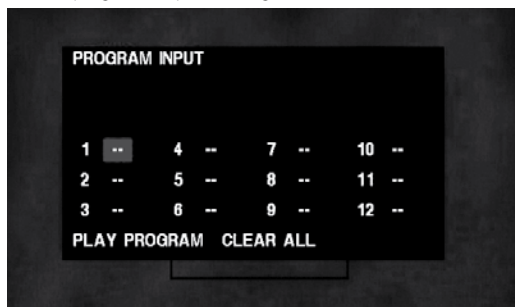 PROGRAM INPUT
1 -- 4 -- 7 -- 10 --
2 -- 5 -- 8 -- 11 --
3 -- 6 -- 9 -- 12 --
PLAY PROGRAM CLEAR ALL